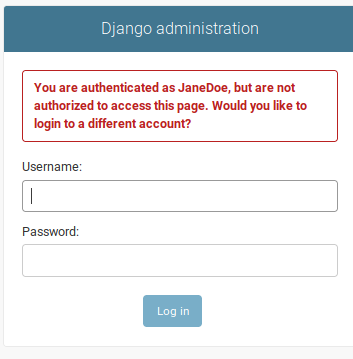 Django administration
You are authenticated as JaneDoe, but are not
authorized to access this page. Would you like to
login to a different account?
Username:
Password:
Log in